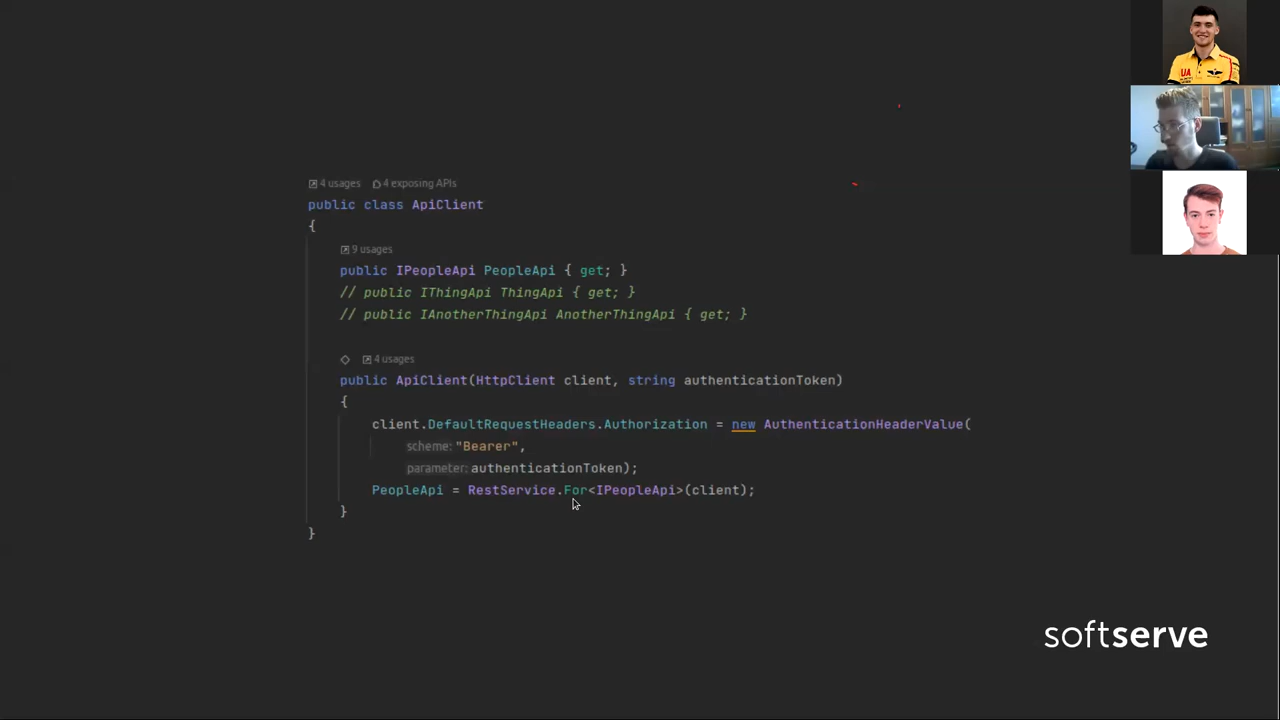 4 usages 4 exposing APIs
public class ApiClient
{
9 usages
public IPeopleApi PeopleApi { get; }
// public IThingApi ThingApi { get; }
// public IAnotherThingApi AnotherThingApi { get; }
4 usages
public ApiClient(HttpClient client, string authenticationToken)
{
client.DefaultRequestHeaders.Authorization = new AuthenticationHeaderValue(
scheme: "Bearer",
parameter: authenticationToken);
PeopleApi = RestService.For<IPeopleApi>(client);
}
}
UA
softserve